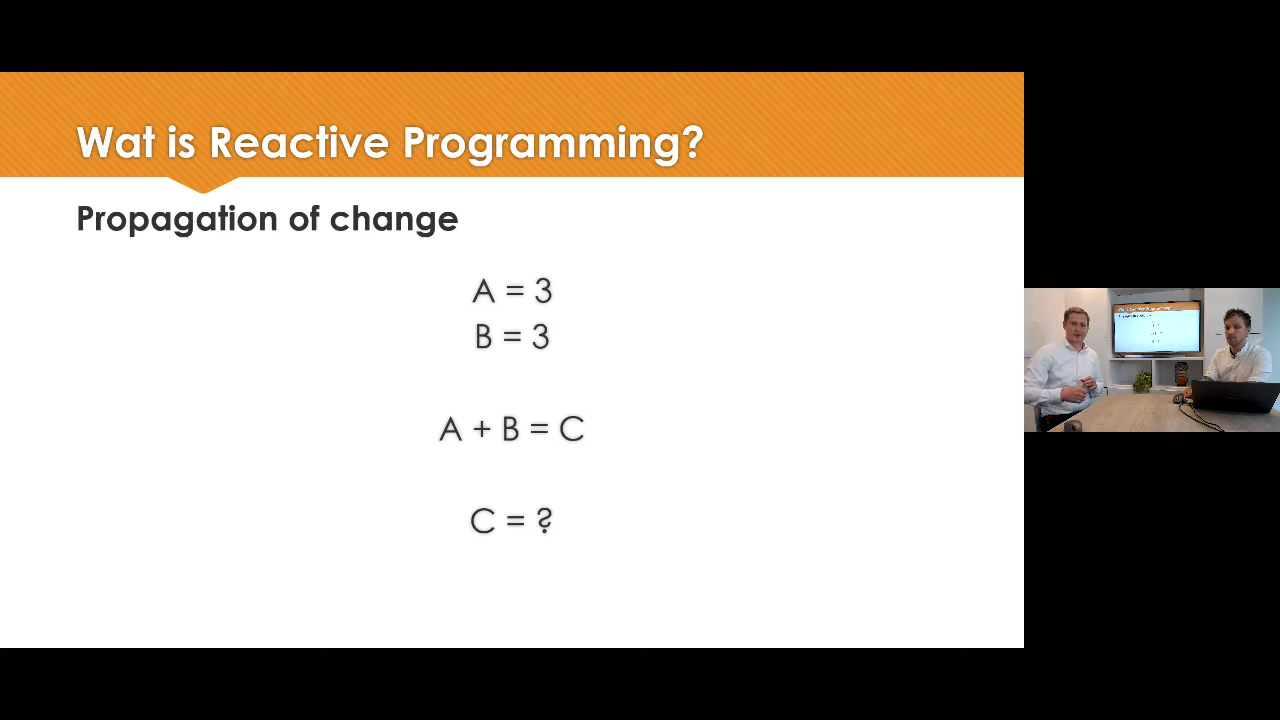 Wat is Reactive Programming?
Propagation of change
A = 3
B = 3
A + B = C
C = ?